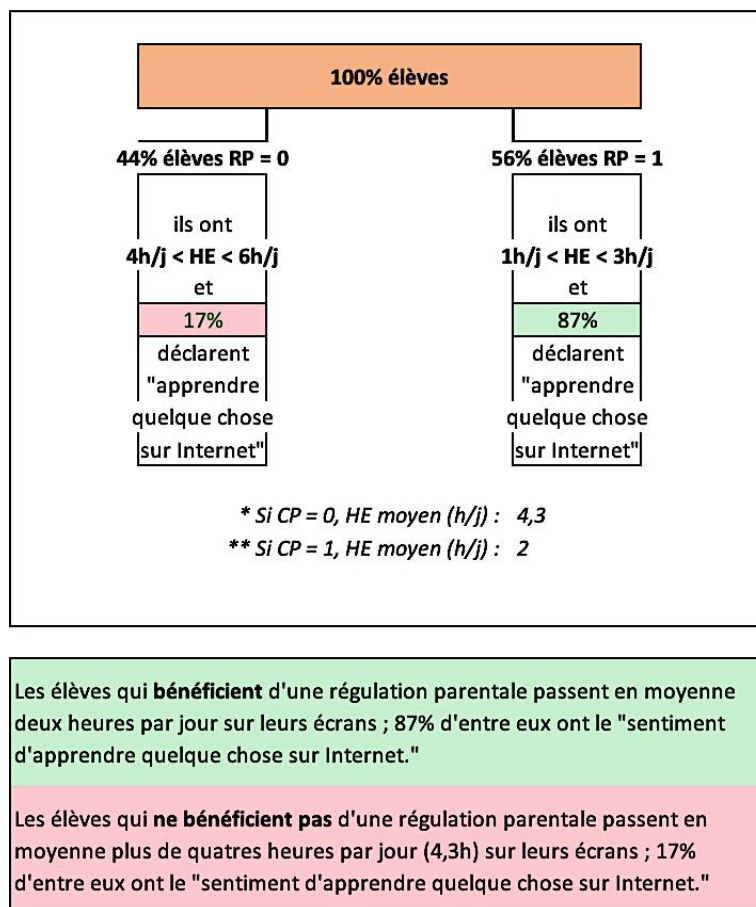 100% élèves
44% élèves RP = 0
56% élèves RP = 1
ils ont
4h/j < HE < 6h/j
et
17%
déclarent
"apprendre
quelque chose
sur Internet"
ils ont
1h/j < HE < 3h/j
et
87%
déclarent
"apprendre
quelque chose
sur Internet"
* Si CP = 0, HE moyen (h/j) : 4,3
** Si CP = 1, HE moyen (h/j) : 2
Les élèves qui bénéficient d'une régulation parentale passent en moyenne
deux heures par jour sur leurs écrans ; 87% d'entre eux ont le "sentiment
d'apprendre quelque chose sur Internet."
Les élèves qui ne bénéficient pas d'une régulation parentale passent en
moyenne plus de quatres heures par jour (4,3h) sur leurs écrans ; 17%
d'entre eux ont le "sentiment d'apprendre quelque chose sur Internet."